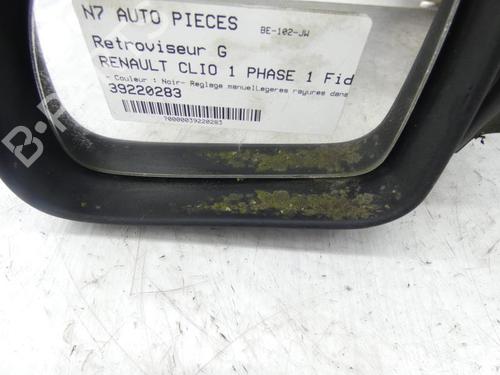 N7 AUTO PIECES
BE-102-JW
Retroviseur G
RENAULT CLIO 1 PHASE 1 Fid
- Couleur : Noir- Reglage manuelLegeres rayures dans
39220283
70000039220283